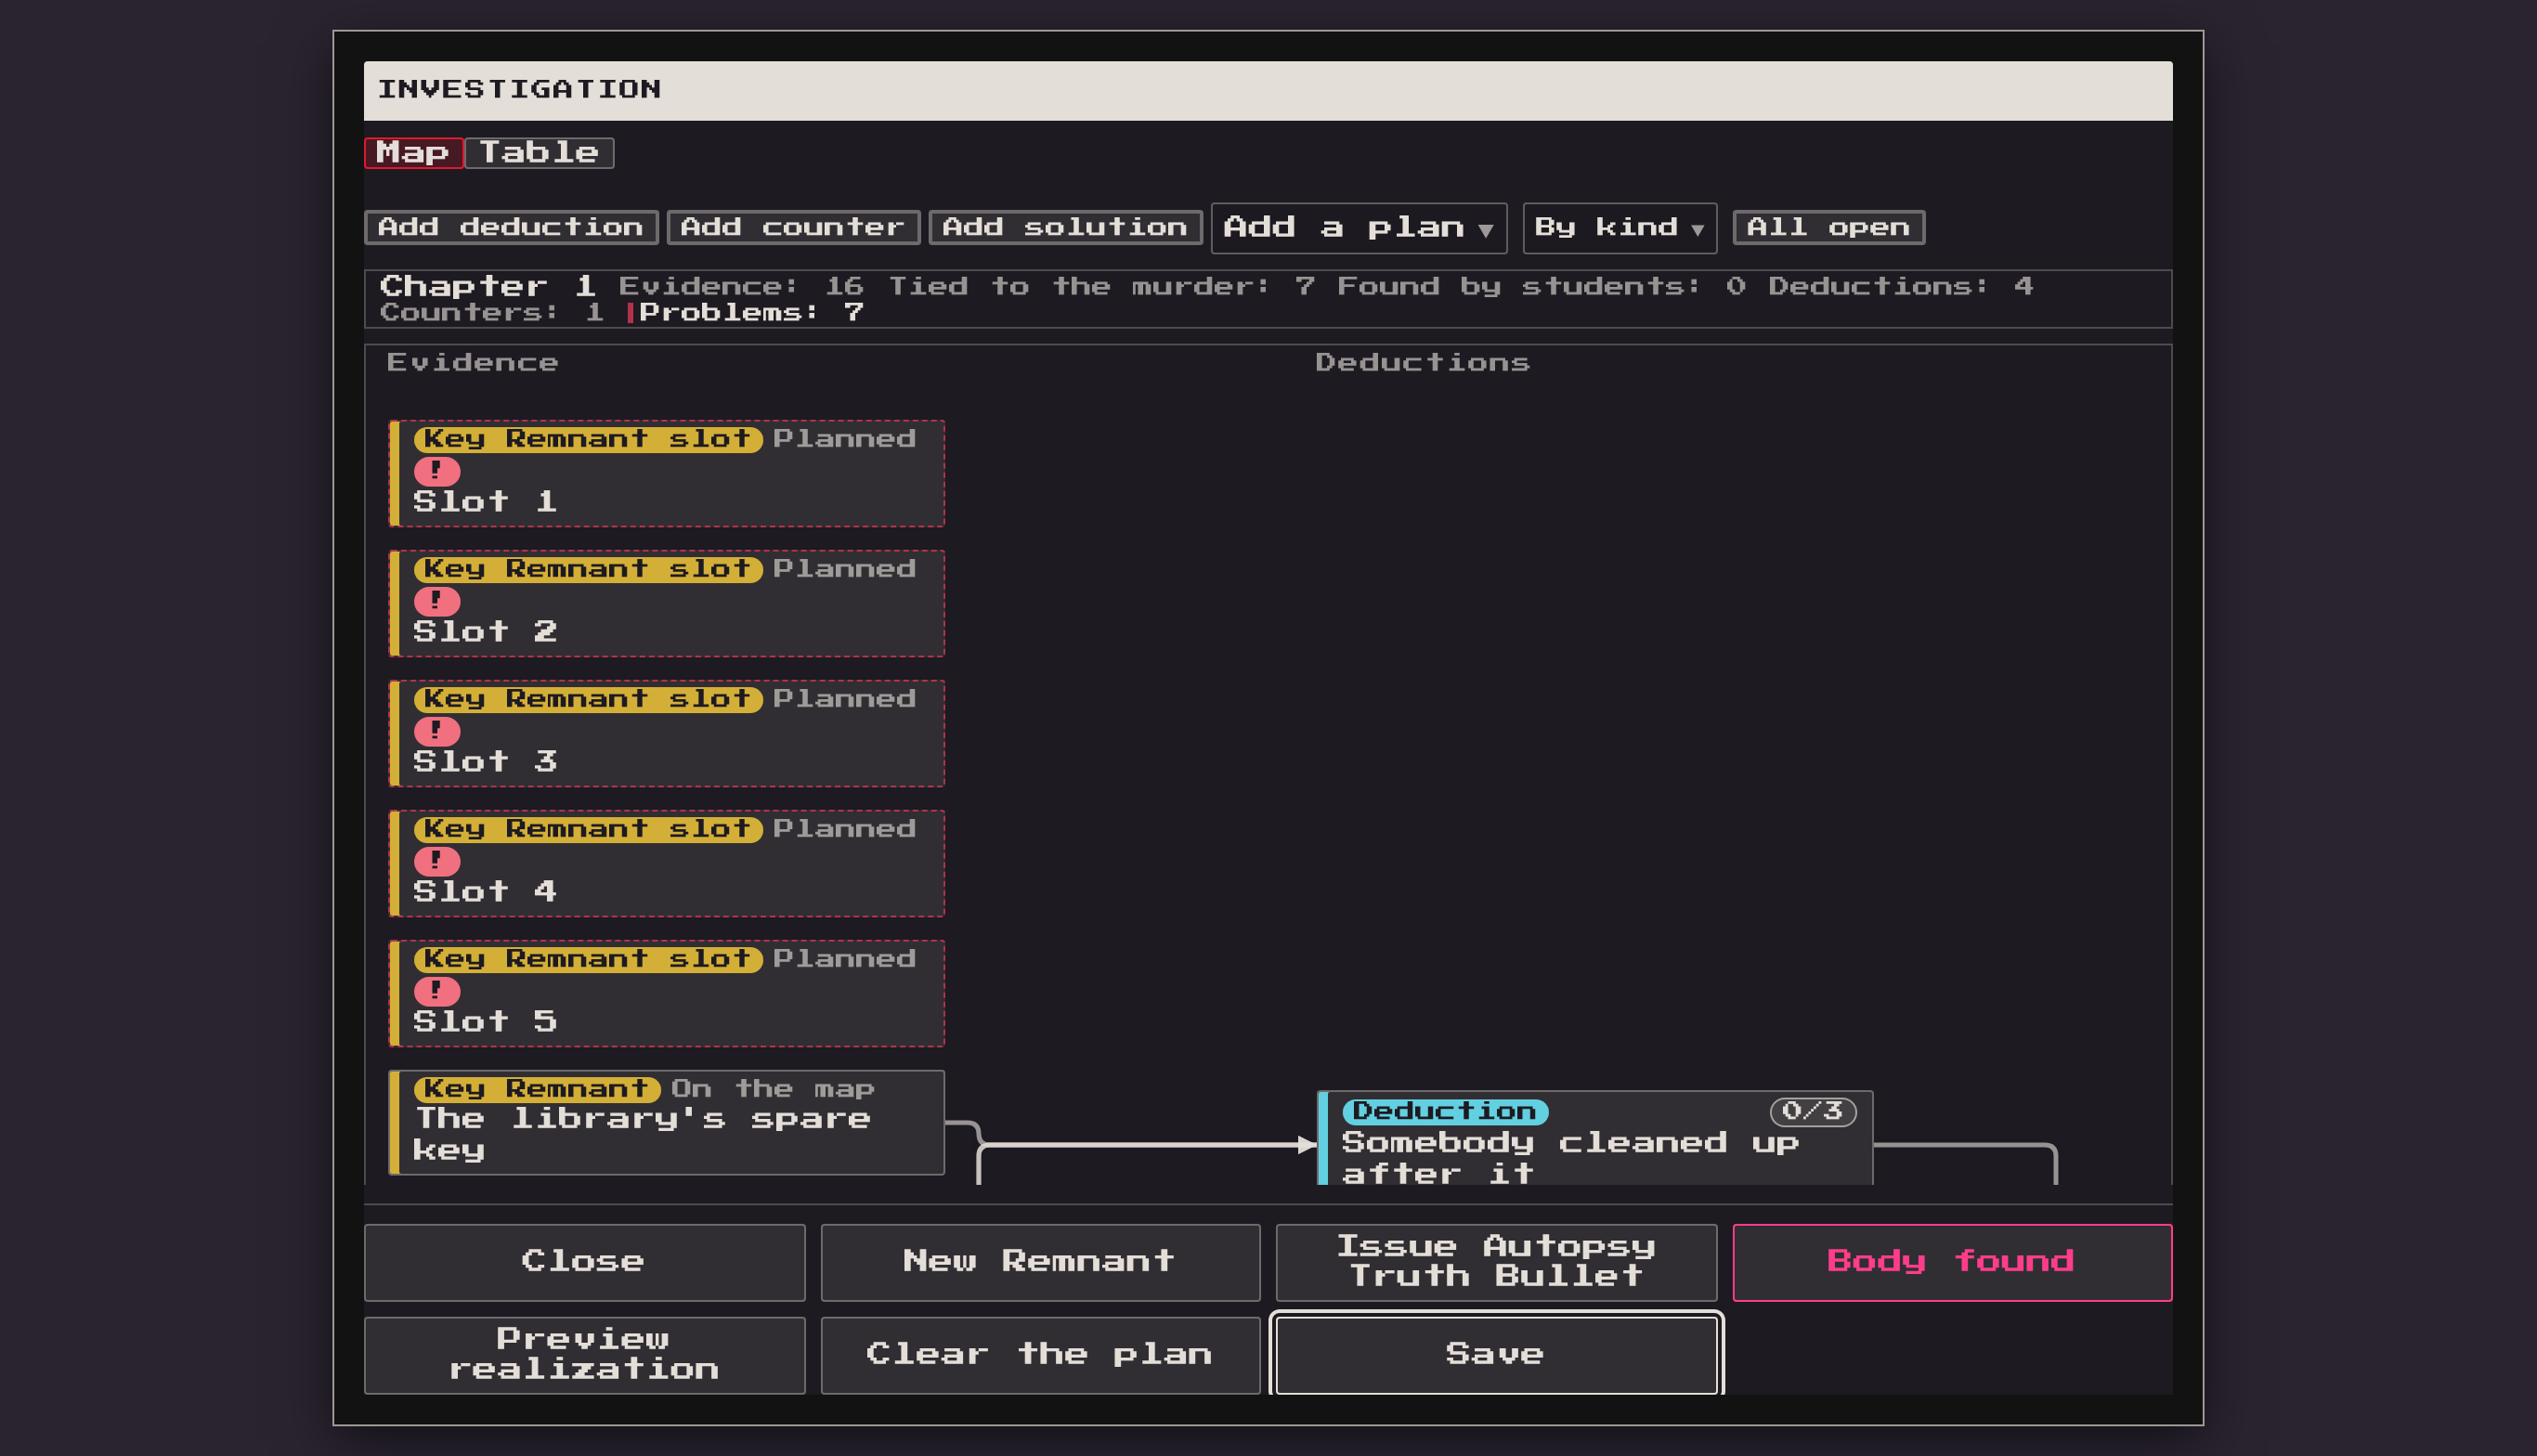 INVESTIGATION
Map Table
Add deduction Add counter Add solution Add a plan ▼ By kind ▼ All open
Chapter 1 Evidence: 16 Tied to the murder: 7 Found by students: 0 Deductions: 4
Counters: 1 Problems: 7
Evidence Deductions
Key Remnant slot Planned
!
Slot 1
Key Remnant slot Planned
!
Slot 2
Key Remnant slot Planned
!
Slot 3
Key Remnant slot Planned
!
Slot 4
Key Remnant slot Planned
!
Slot 5
Key Remnant On the map
The library's spare
key
Deduction 0/3
Somebody cleaned up
after it
Close
New Remnant
Issue Autopsy
Truth Bullet
Body found
Preview
realization
Clear the plan
Save